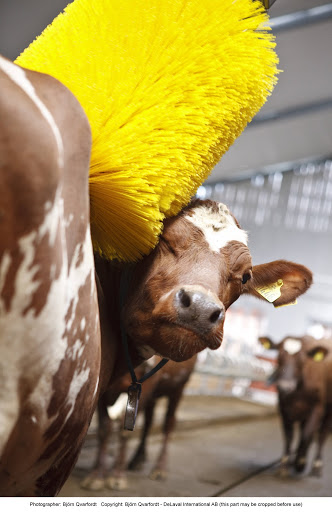 Photographer: Björn Qvarfordt  Copyright: Björn Qvarfordt - DeLaval International AB (this part may be cropped before use)